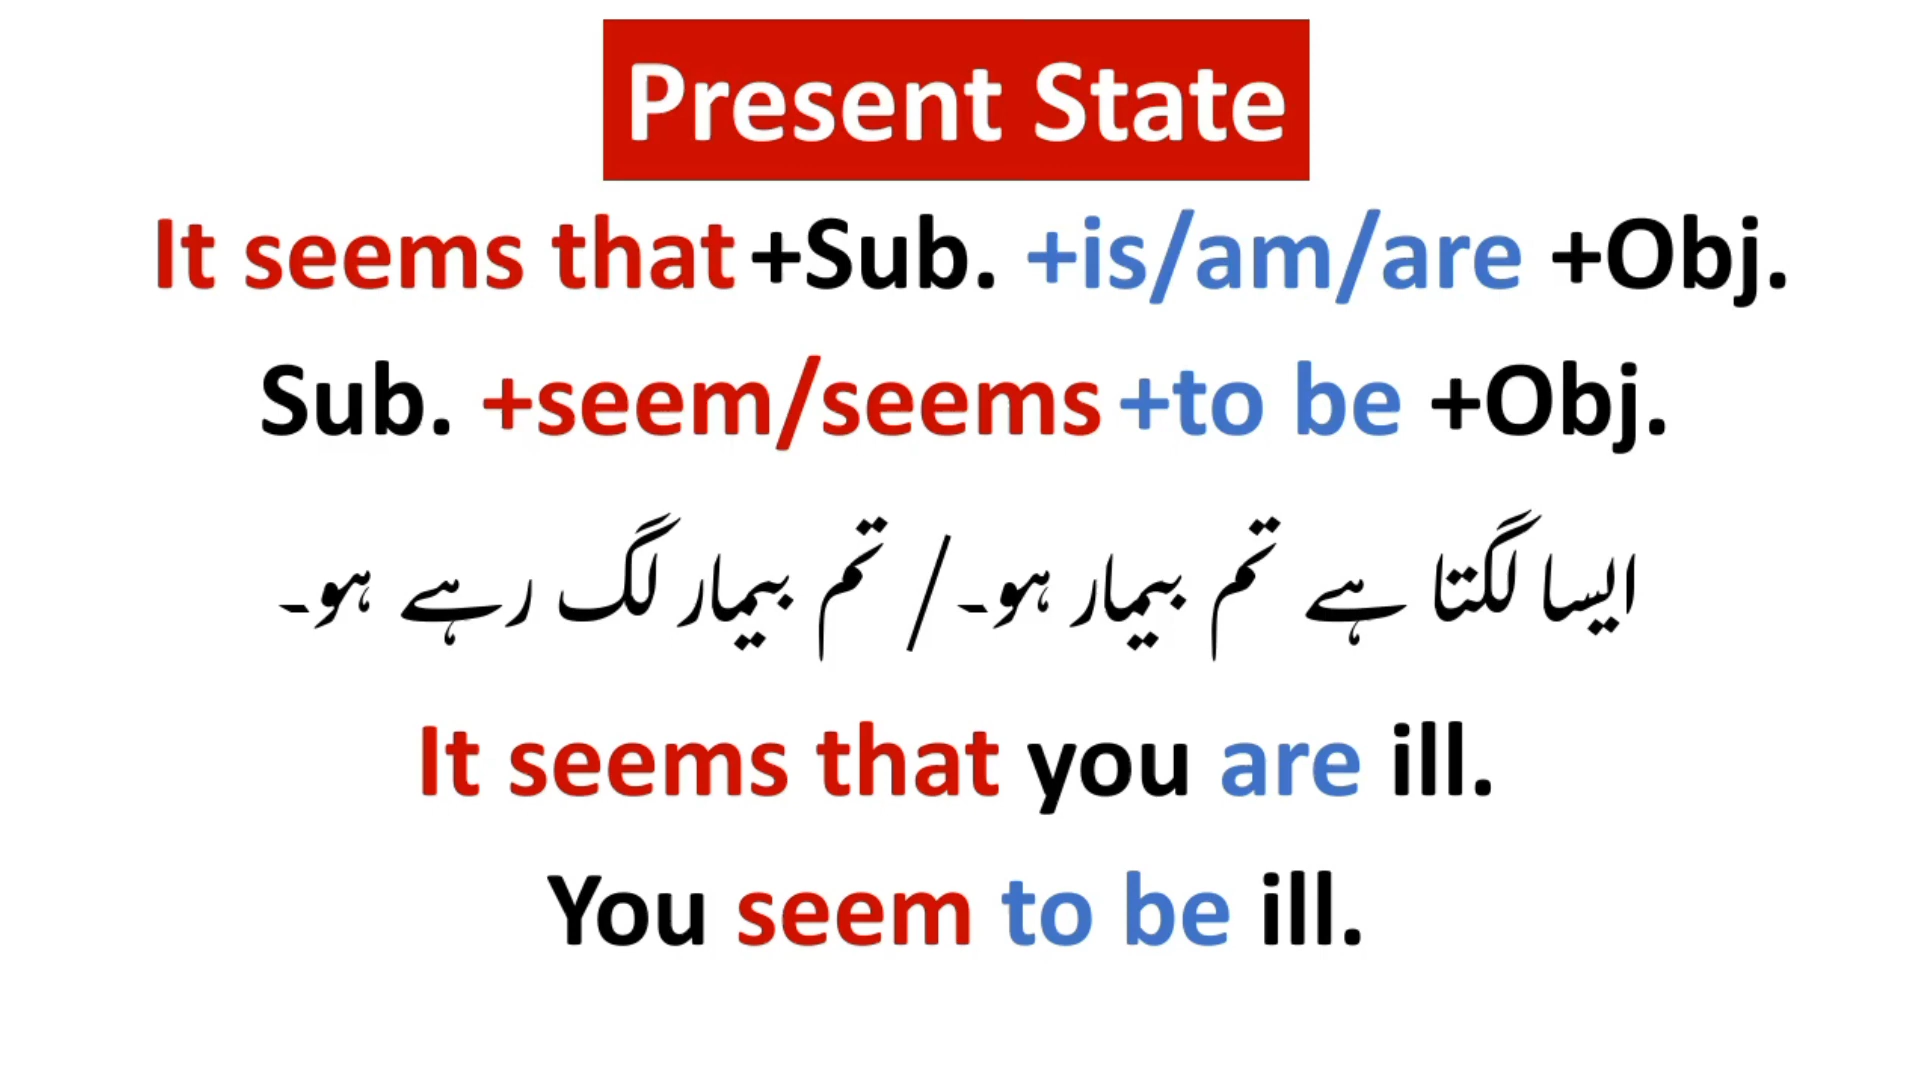 Present State
It seems that +Sub. +is/am/are +Obj.
Sub. +seem/seems +to be +Obj.
ایسا لگتا ہے تم بیمار ہو۔/ تم بیمار لگ رہے ہو۔
It seems that you are ill.
You seem to be ill.